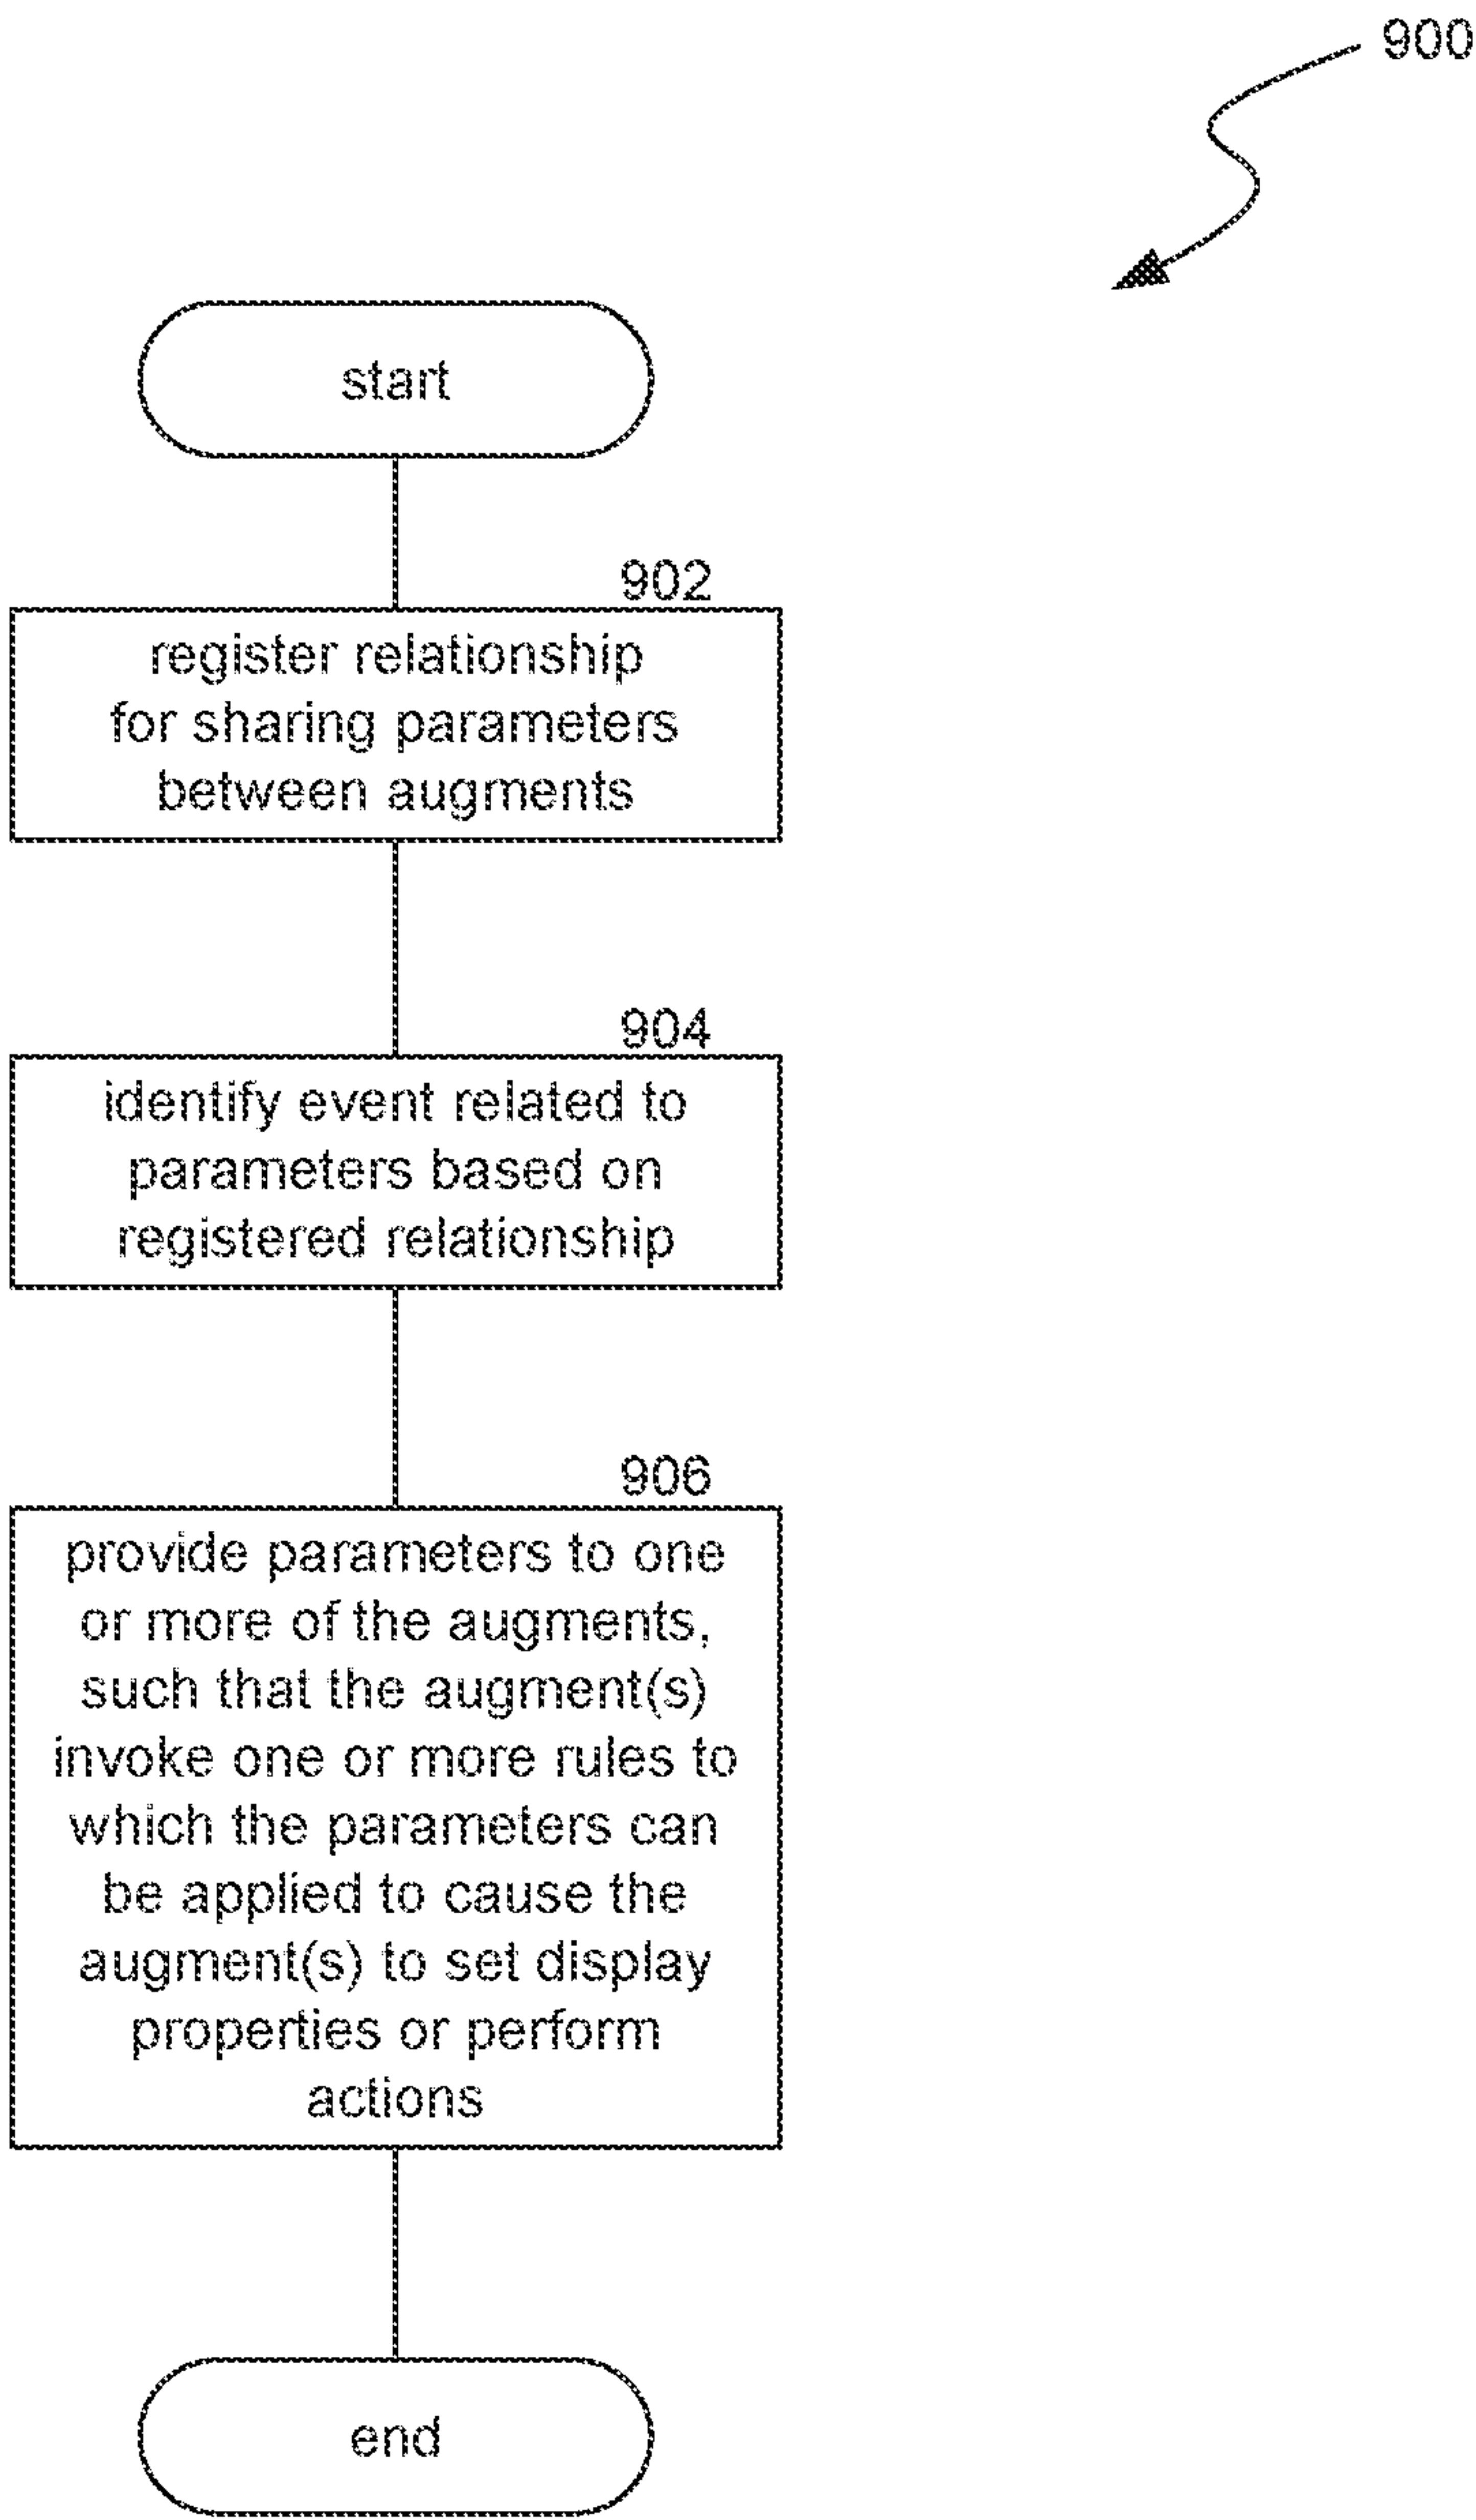 900
start
902
register relationship
for sharing parameters
between augments
904
identify event related to
parameters based on
registered relationship
906
provide parameters to one
or more of the augments,
such that the augment(s)
invoke one or more rules to
which the parameters can
be applied to cause the
augment(s) to set display
properties or perform
actions
end